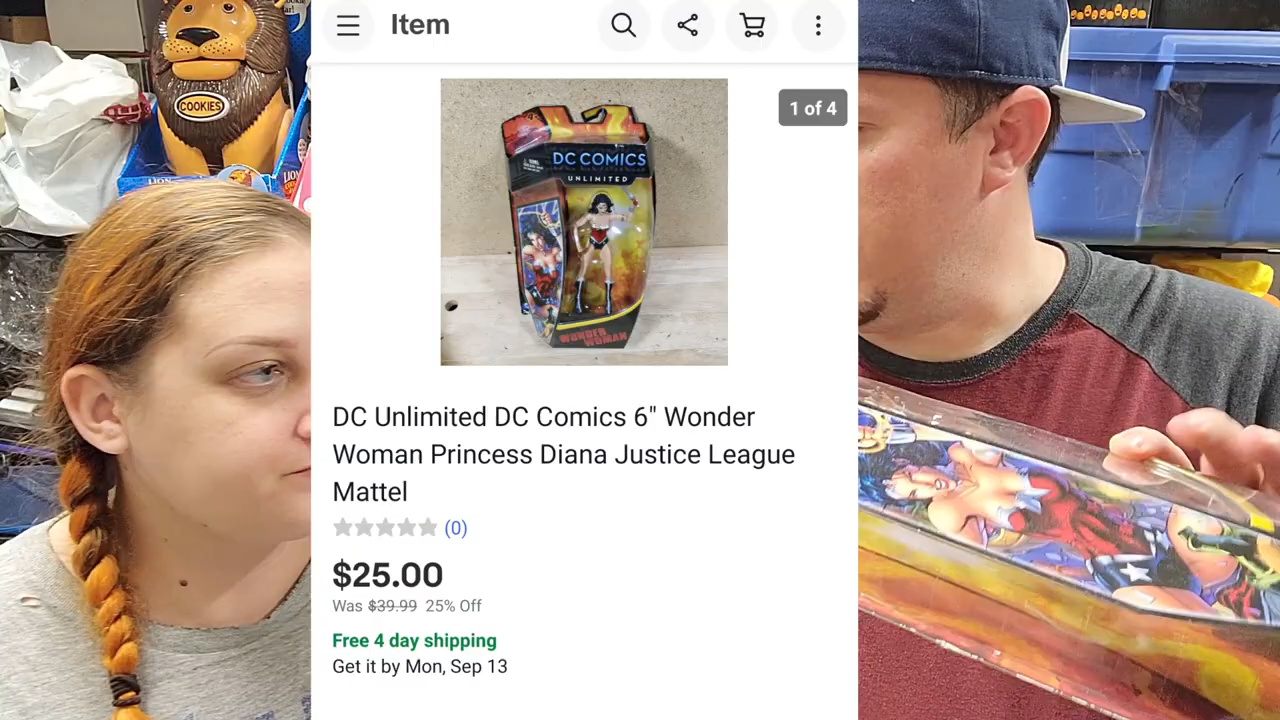 Item
1 of 4
COOKIES
LION
DC COMICS
UNLIMITED
WONDER
WOMAN
DC Unlimited DC Comics 6" Wonder
Woman Princess Diana Justice League
Mattel
(0)
$25.00
Was $39.99 25% Off
Free 4 day shipping
Get it by Mon, Sep 13